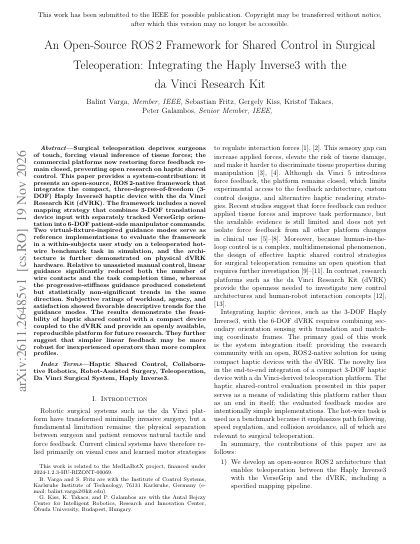 This work has been submitted to the IEEE for possible publication. Copyright may be transferred without notice,
after which this version may no longer be accessible.
An Open-Source ROS 2 Framework for Shared Control in Surgical
Teleoperation: Integrating the Haply Inverse3 with the
da Vinci Research Kit
Balint Varga, Member, IEEE, Sebastian Fritz, Gergely Kiss, Kristof Takacs,
Peter Galambos, Senior Member, IEEE,
arXiv:2611.26485v1 [cs.RO] 19 Nov 2026
Abstract—Surgical teleoperation deprives surgeons
of touch, forcing visual inference of tissue forces; the
commercial platforms now restoring force feedback re-
main closed, preventing open research on haptic shared
control. This paper provides a system-contribution: it
presents an open-source, ROS 2-native framework that
integrates the compact, three-degrees-of-freedom (3-
DOF) Haply Inverse3 haptic device with the da Vinci
Research Kit (dVRK). The framework includes a novel
mapping strategy that combines 3-DOF translational
device input with separately tracked VerseGrip orienta-
tion into 6-DOF patient-side manipulator commands.
Two virtual-fixture-inspired guidance modes serve as
reference implementations to evaluate the framework
in a within-subjects user study on a teleoperated hot-
wire benchmark task in simulation, and the archi-
tecture is further demonstrated on physical dVRK
hardware. Relative to unassisted manual control, linear
guidance significantly reduced both the number of
wire contacts and the task completion time, whereas
the progressive-stiffness guidance produced consistent
but statistically non-significant trends in the same
direction. Subjective ratings of workload, agency, and
satisfaction showed favorable descriptive trends for the
guidance modes. The results demonstrate the feasi-
bility of haptic shared control with a compact device
coupled to the dVRK and provide an openly available,
reproducible platform for future research. They further
suggest that simpler linear feedback may be more
robust for inexperienced operators than more complex
profiles.
Index Terms—Haptic Shared Control, Collabora-
tive Robotics, Robot-Assisted Surgery, Teleoperation,
Da Vinci Surgical System, Haply Inverse3.
I. Introduction
Robotic surgical systems such as the da Vinci plat-
form have transformed minimally invasive surgery, but
a fundamental limitation remains: the physical separation
between surgeon and patient removes natural tactile and
force feedback. Current clinical systems have therefore re-
lied primarily on visual cues and learned motor strategies
This work is related to the MedLaBotX project, financed under
2024-1.2.3-HU-RIZONT-00069.
B. Varga and S. Fritz are with the Institute of Control Systems,
Karlsruhe Institute of Technology, 76131 Karlsruhe, Germany (e-
mail: balint.varga2@kit.edu).
G. Kiss, K. Takacs, and P. Galambos are with the Antal Bejczy
Center for Intelligent Robotics, Research and Innovation Center,
Óbuda University, Budapest, Hungary
to regulate interaction forces [1], [2]. This sensory gap can
increase applied forces, elevate the risk of tissue damage,
and make it harder to discriminate tissue properties during
manipulation [3], [4]. Although da Vinci 5 introduces
force feedback, the platform remains closed, which limits
experimental access to the feedback architecture, custom
control designs, and alternative haptic rendering strate-
gies. Recent studies suggest that force feedback can reduce
applied tissue forces and improve task performance, but
the available evidence is still limited and does not yet
isolate force feedback from all other platform changes in
clinical use [5]–[8]. Moreover, because human-in-the-
loop control is a complex, multidimensional phenomenon,
the design of effective haptic shared control strategies
for surgical teleoperation remains an open question that
requires further investigation [9]–[11]. In contrast, research
platforms such as the da Vinci Research Kit (dVRK)
provide the openness needed to investigate new control
architectures and human-robot interaction concepts [12],
[13].
Integrating haptic devices, such as the 3-DOF Haply
Inverse3, with the 6-DOF dVRK requires combining sec-
ondary orientation sensing with translation and match-
ing coordinate frames. The primary goal of this work
is the system integration itself: providing the research
community with an open, ROS 2-native solution for using
compact haptic devices with the dVRK. The novelty lies
in the end-to-end integration of a compact 3-DOF haptic
device with a da Vinci-derived teleoperation platform. The
haptic shared-control evaluation presented in this paper
serves as a means of validating this platform rather than
as an end in itself; the evaluated feedback modes are
intentionally simple implementations. The hot-wire task is
used as a benchmark because it emphasizes path following,
speed regulation, and collision avoidance, all of which are
relevant to surgical teleoperation.
In summary, the contributions of this paper are as
follows:
1) We develop an open-source ROS 2 architecture that
enables teleoperation between the Haply Inverse3
with the VerseGrip and the dVRK, including a
specified mapping pipeline.